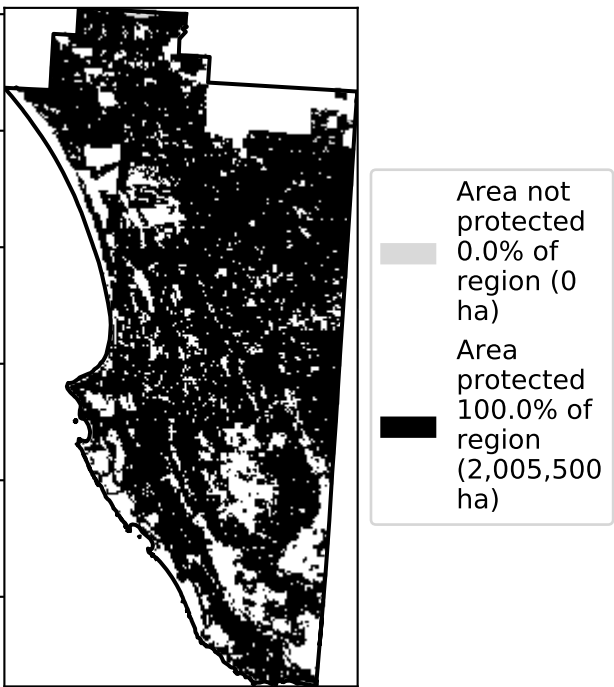 Area not
protected
0.0% of
region (0
ha)
Area
protected
100.0% of
region
(2,005,500
ha)